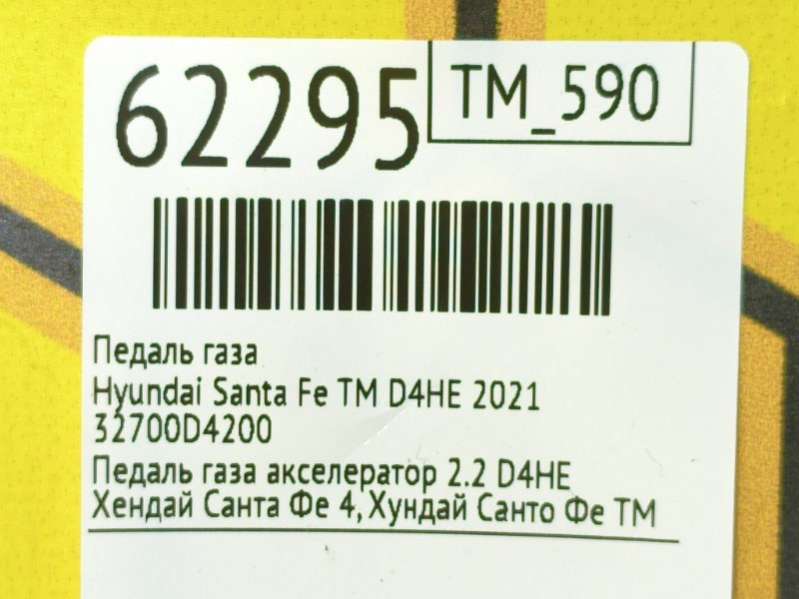 62295
TM_590
Педаль газа
Hyundai Santa Fe TM D4HE 2021
32700D4200
Педаль газа акселератор 2.2 D4HE
Хендай Санта Фе 4, Хундай Санто Фе ТМ